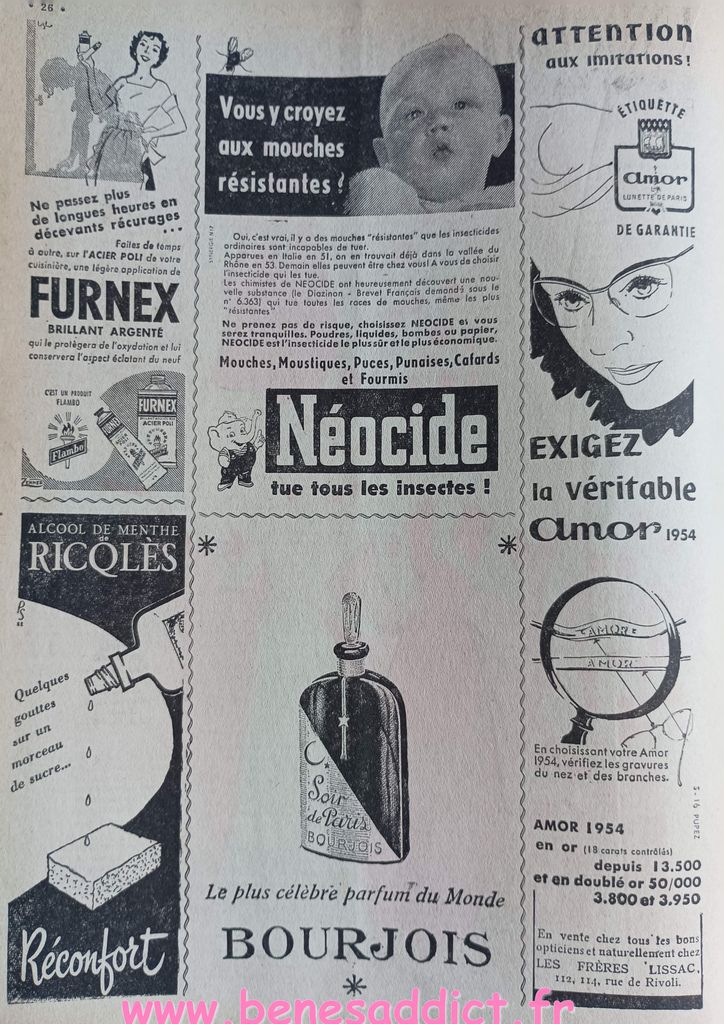 • 26 •
Ne passez plus
de longues heures en
décevants récurages
...
Faites de temps
à autre, sur l'ACIER POLI de votre
cuisinière, une légère application de
FURNEX
BRILLANT ARGENTÉ
qui le protègera de l'oxydation et lui
conservera l'aspect éclatant du neuf
C'EST UN PRODUIT
FLAMBO
Flambo
FURNEX
ACIER POLI
ALCOOL DE MENTHE
de
RICQLÈS
Quelques
gouttes
sur un
morceau
de sucre...
Réconfort
Vous y croyez
aux mouches
résistantes ?
Oui, c'est vrai, il y a des mouches "résistantes" que les insecticides
ordinaires sont incapables de tuer.
Apparues en Italie en 51, on en trouvait déjà dans la vallée du
Rhône en 53. Demain elles peuvent être chez vous! A vous de choisir
l'insecticide qui les tue.
Les chimistes de NEOCIDE ont heureusement découvert une nou-
velle substance (le Diazinon - Brevet Français demandé sous le
n° 6.363) qui tue toutes les races de mouches, même les plus
"résistantes"
Ne prenez pas de risque, choisissez NEOCIDE et vous
serez tranquilles. Poudres, liquides, bombes ou papier,
NEOCIDE est l'insecticide le plus sûr et le plus économique.
Mouches, Moustiques, Puces, Punaises, Cafards
et Fourmis
Néocide
tue tous les insectes !
Soir
de Paris
BOURJOIS
Le plus célèbre parfum du Monde
BOURJOIS
ATTENTION
aux imitations!
ÉTIQUETTE
amor
LA
LUNETTE DE PARIS
DE GARANTIE
EXIGEZ
la véritable
amor 1954
AMOR
AMOR
En choisissant votre Amor
1954, vérifiez les gravures
du nez et des branches.
S-16 PUPEZ
AMOR 1954
en or (18 carats contrôlés)
depuis 13.500
et en doublé or 50/000
3.800 et 3.950
En vente chez tous les bons
opticiens et naturellement chez
LES FRÈRES LISSAC,
112, 114, rue de Rivoli.
www.benesaddict.fr